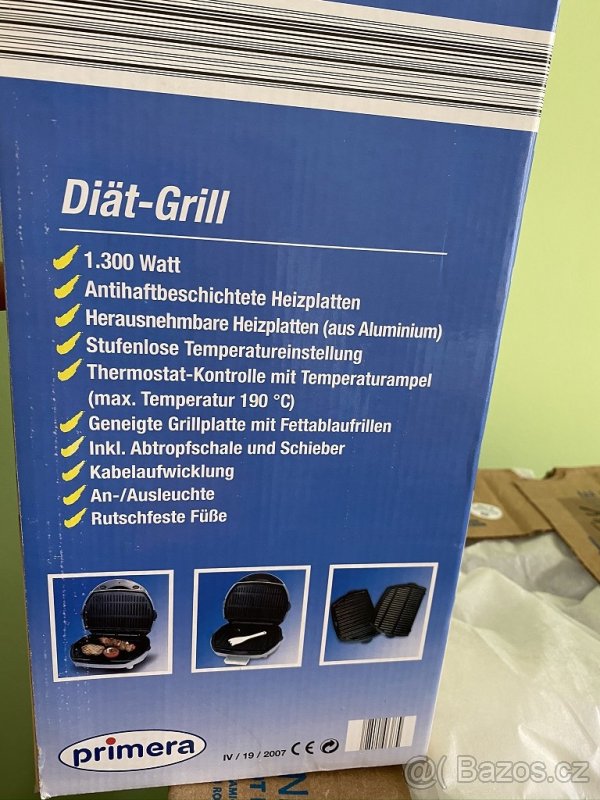 Diät-Grill
1.300 Watt
Antihaftbeschichtete Heizplatten
Herausnehmbare Heizplatten (aus Aluminium)
Stufenlose Temperatureinstellung
Thermostat-Kontrolle mit Temperaturampel
(max. Temperatur 190 °C)
Geneigte Grillplatte mit Fettablaufrillen
Inkl. Abtropfschale und Schieber
Kabelaufwicklung
An-/Ausleuchte
Rutschfeste Füße
primera
IV / 19 / 2007 CE
Bazos.cz